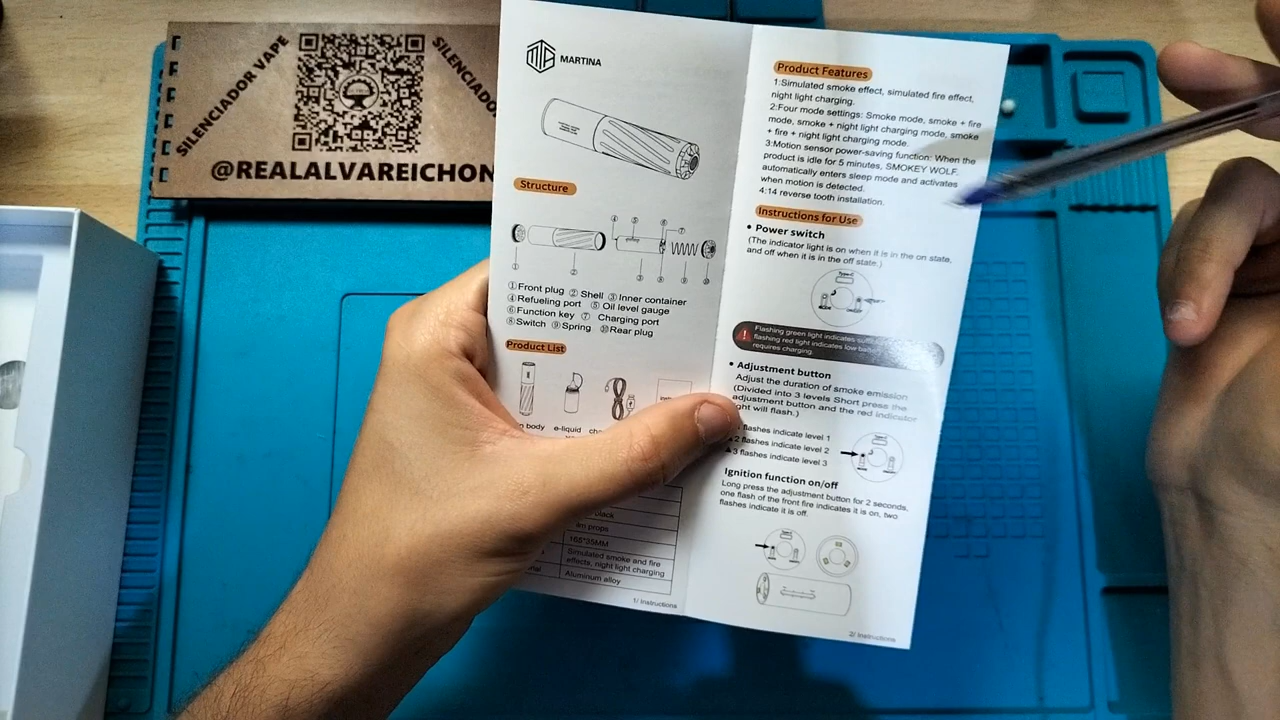 SILENCIADOR VAPE
SILENCIADO
@REALALVAREICHON
MARTINA
Structure
① Front plug ② Shell ③ Inner container
④ Refueling port ⑤ Oil level gauge
⑥ Function key ⑦ Charging port
⑧ Switch ⑨ Spring ⑩ Rear plug
Product List
body e-liquid
black
props
165*35MM
Simulated smoke and fire
effects, night light charging
Aluminum alloy
1/ Instructions
Product Features
1:Simulated smoke effect, simulated fire effect,
night light charging.
2:Four mode settings: Smoke mode, smoke + fire
mode, smoke + night light charging mode, smoke
+ fire + night light charging mode.
3:Motion sensor power-saving function: When the
product is idle for 5 minutes, SMOKEY WOLF.
automatically enters sleep mode and activates
when motion is detected.
4:14 reverse tooth installation.
Instructions for Use
• Power switch
(The indicator light is on when it is in the on state,
and off when it is in the off state.)
Type-C
Flashing green light indicates
flashing red light indicates low
requires charging.
• Adjustment button
Adjust the duration of smoke emission
(Divided into 3 levels Short press the
adjustment button and the red indicator
light will flash.)
flashes indicate level 1
▲2 flashes indicate level 2
▲3 flashes indicate level 3
Type-C
Ignition function on/off
Long press the adjustment button for 2 seconds,
one flash of the front fire indicates it is on, two
flashes indicate it is off.
2/ Instructions